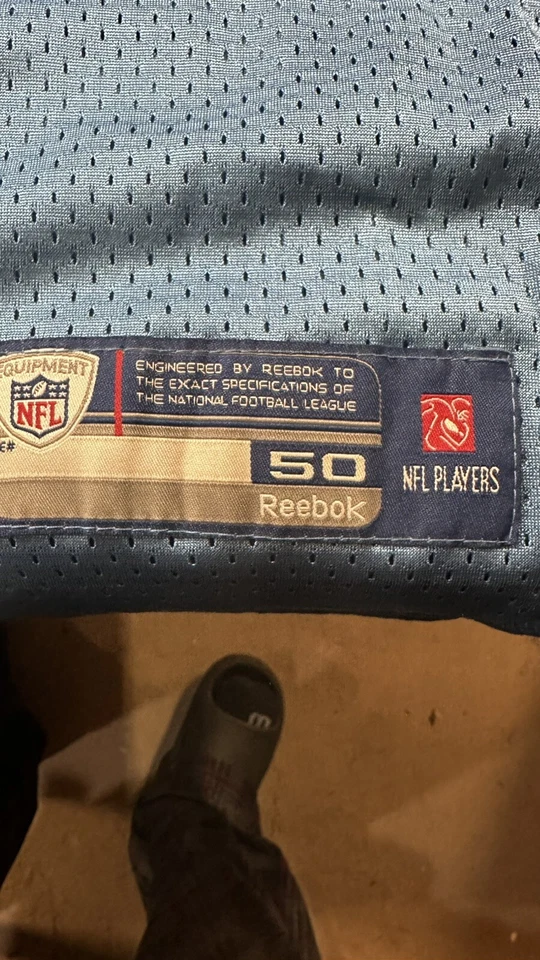 EQUIPMENT
NFL
E#
ENGINEERED BY REEBOK TO
THE EXACT SPECIFICATIONS OF
THE NATIONAL FOOTBALL LEAGUE
50
Reebok
NFL PLAYERS